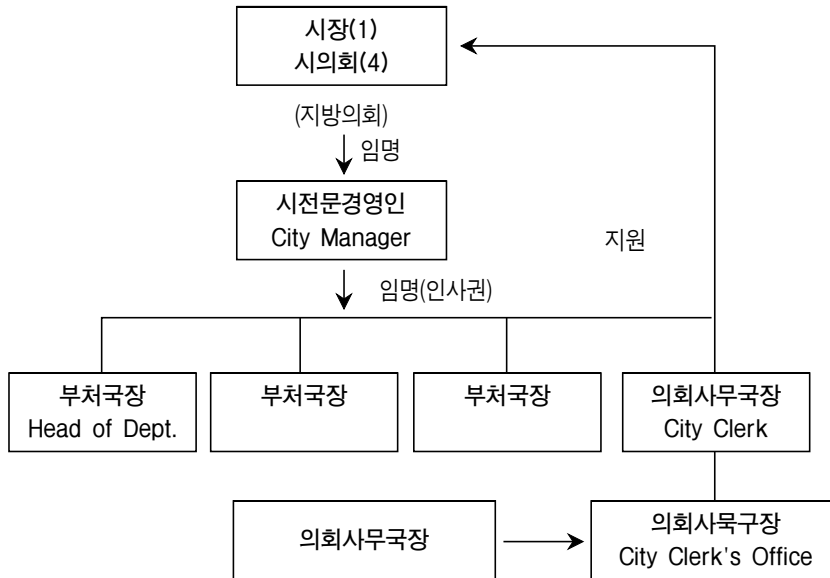 시장(1)
시의회(4)
(지방의회)
임명
시전문경영인
City Manager
지원
임명(인사권)
부처국장
Head of Dept.
부처국장
부처국장
의회사무국장
City Clerk
의회사무국장
의회사묵구장
City Clerk's Office